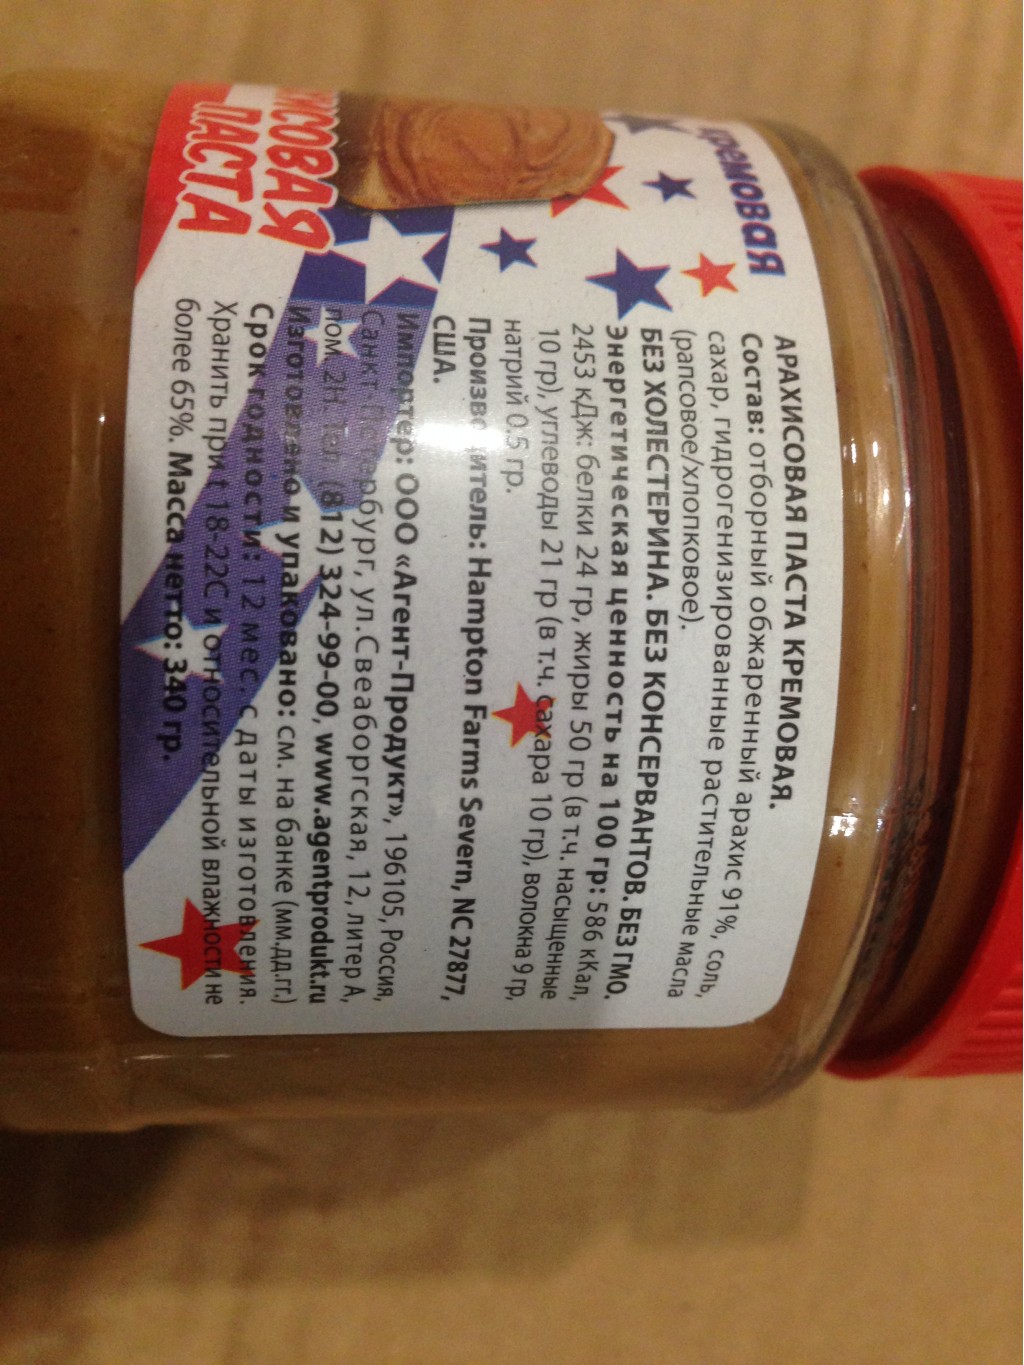 кремовая
ПАСТА
АРАХИСОВАЯ ПАСТА КРЕМОВАЯ.
Состав: отборный обжаренный арахис 91%, соль,
сахар, гидрогенизированные растительные масла
(рапсовое/хлопковое).
БЕЗ ХОЛЕСТЕРИНА. БЕЗ КОНСЕРВАНТОВ. БЕЗ ГМО.
Энергетическая ценность на 100 гр: 586 кКал,
2453 кДж: белки 24 гр, жиры 50 гр (в т.ч. насыщенные
10 гр), углеводы 21 гр (в т.ч. сахара 10 гр), волокна 9 гр,
натрий 0.5 гр.
Производитель: Hampton Farms Severn, NC 27877,
США.
Импортер: ООО «Агент-Продукт», 196105, Россия,
Санкт-Петербург, ул.Свеаборгская, 12, литер А,
пом. 2Н. Тел. (812) 324-99-00, www.agentprodukt.ru
Изготовлено и упаковано: см. на банке (мм.дд.гг.)
Срок годности: 12 мес. с даты изготовления.
Хранить при t 18-22С и относительной влажности не
более 65%. Масса нетто: 340 гр.